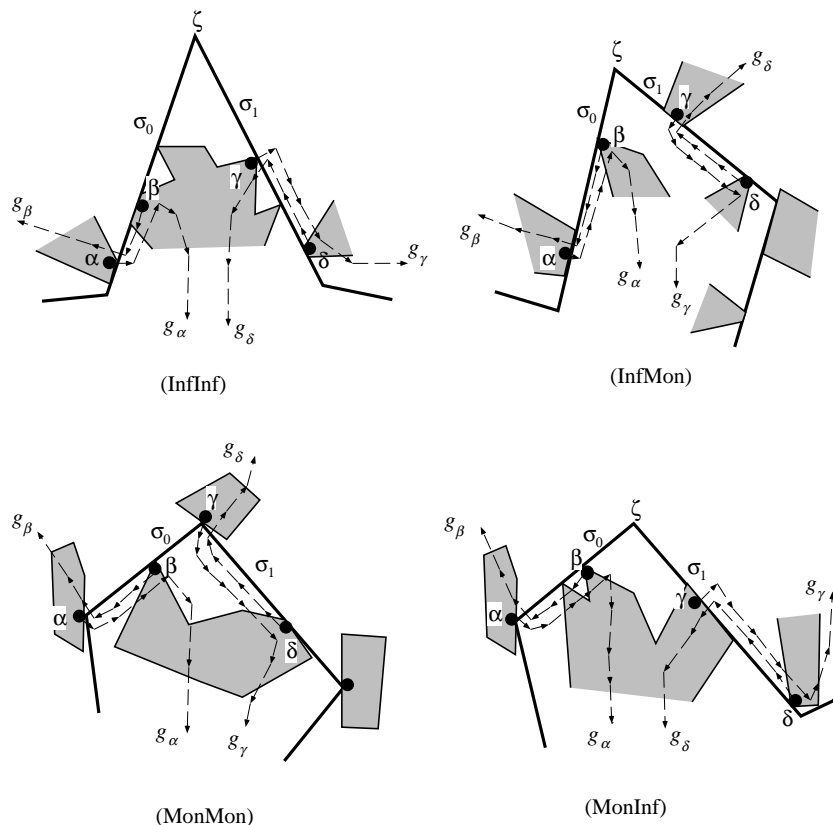 ζ
σ0
σ1
β
γ
gβ
α
δ
gγ
gα
gδ
(InfInf)
ζ
gδ
σ1
γ
σ0
β
δ
gβ
α
gα
gγ
(InfMon)
gδ
γ
gβ
σ0
β
σ1
α
δ
gα
gγ
(MonMon)
ζ
gβ
σ0
β
σ1
γ
gγ
α
δ
gα
gδ
(MonInf)